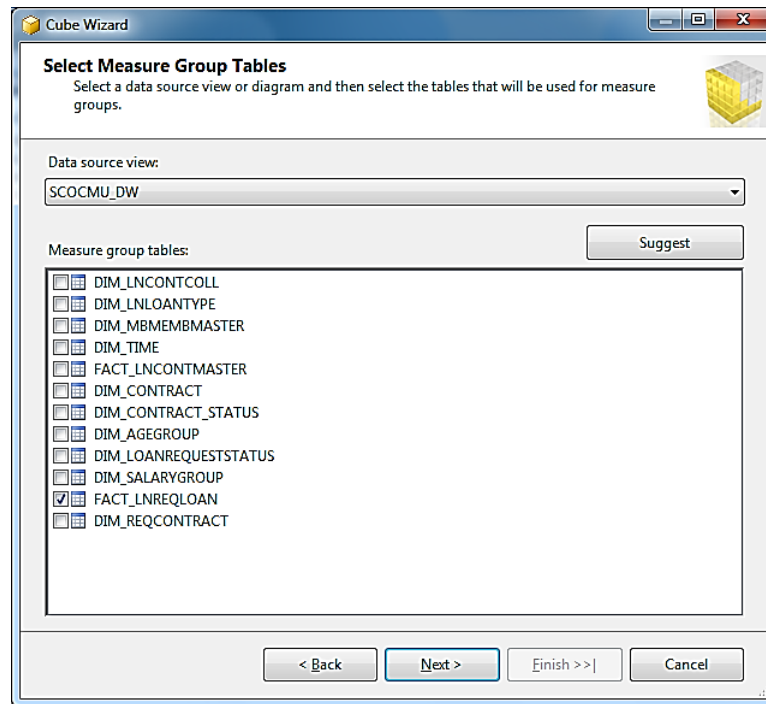 Cube Wizard
Select Measure Group Tables
Select a data source view or diagram and then select the tables that will be used for measure
groups.
Data source view:
SCOCMU_DW
Measure group tables:
Suggest
DIM_LNCONTCOLL
DIM_LNLOANTYPE
DIM_MBMEMBMASTER
DIM_TIME
FACT_LNCONTMASTER
DIM_CONTRACT
DIM_CONTRACT_STATUS
DIM_AGEGROUP
DIM_LOANREQUESTSTATUS
DIM_SALARYGROUP
FACT_LNREQLOAN
DIM_REQCONTRACT
< Back Next > Finish >>| Cancel